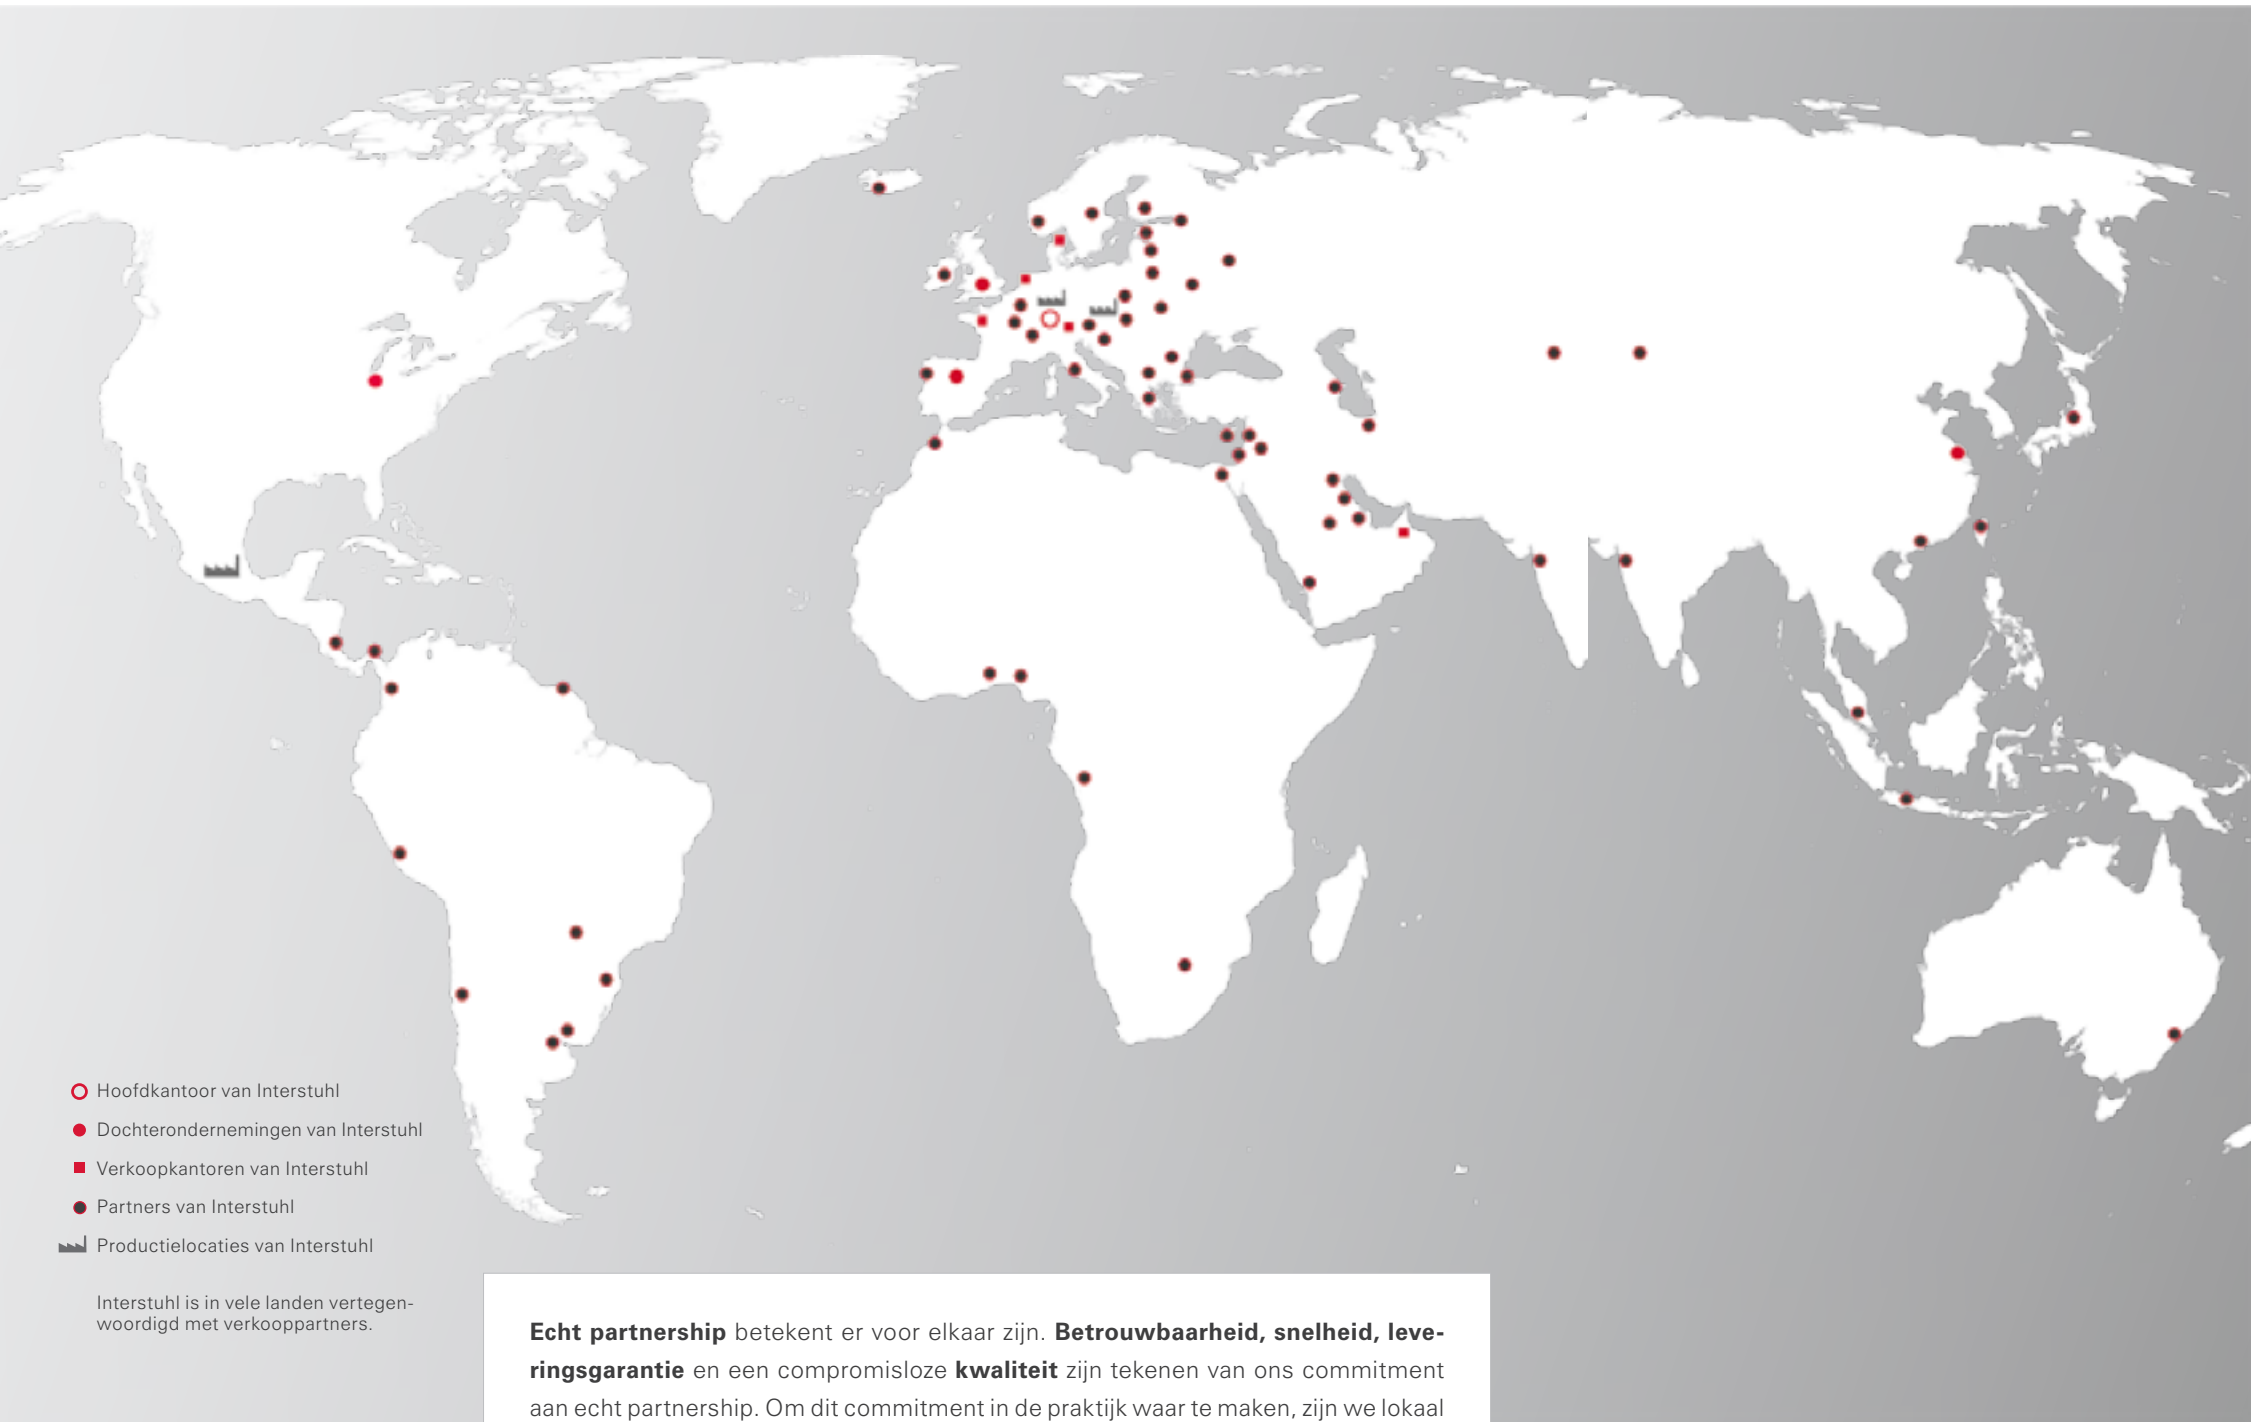 Hoofdkantoor van Interstuhl
Dochterondernemingen van Interstuhl
Verkoopkantoren van Interstuhl
Partners van Interstuhl
Productielocaties van Interstuhl
Interstuhl is in vele landen vertegen-
woordigd met verkooppartners.
Echt partnership betekent er voor elkaar zijn. Betrouwbaarheid, snelheid, leve-
ringsgarantie en een compromisloze kwaliteit zijn tekenen van ons commitment
aan echt partnership. Om dit commitment in de praktijk waar te maken, zijn we lokaal